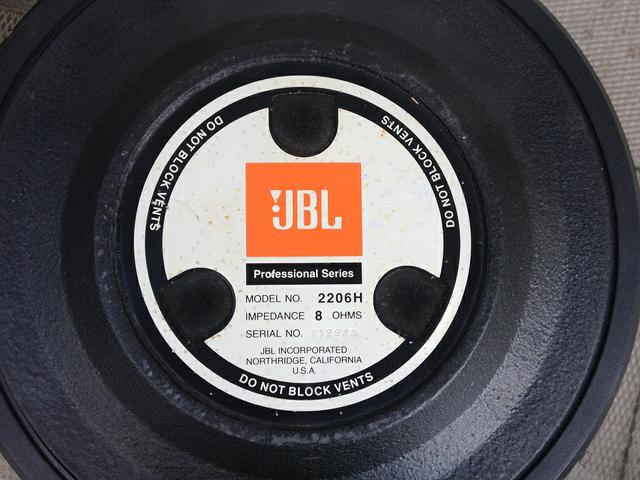 DO NOT BLOCK VENTS
DO NOT BLOCK VENTS
JBL
Professional Series
MODEL NO. 2206H
IMPEDANCE 8 OHMS
SERIAL NO.
JBL INCORPORATED
NORTHRIDGE, CALIFORNIA
U.S.A.
DO NOT BLOCK VENTS